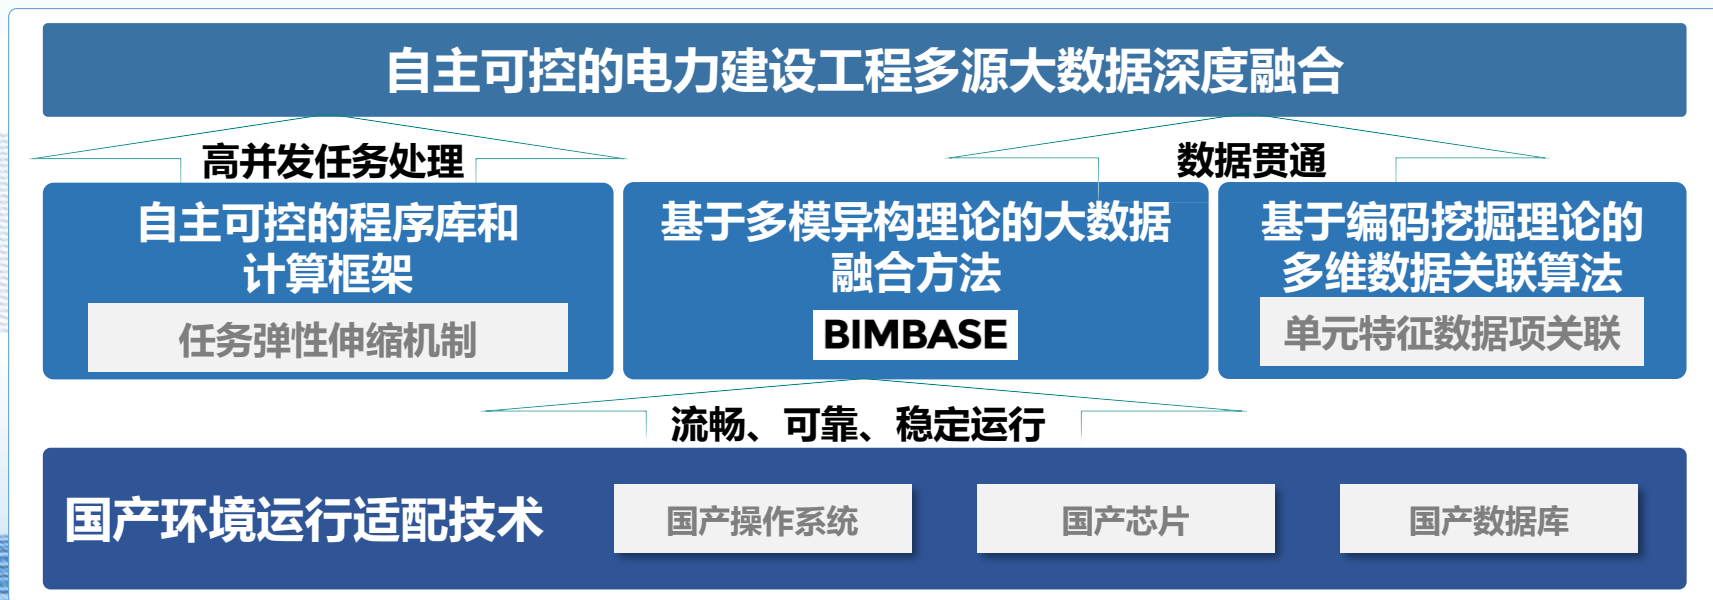 自主可控的电力建设工程多源大数据深度融合
高并发任务处理
数据贯通
自主可控的程序库和
计算框架
任务弹性伸缩机制
基于多模异构理论的大数据
融合方法
BIMBASE
基于编码挖掘理论的
多维数据关联算法
单元特征数据项关联
流畅、可靠、稳定运行
国产环境运行适配技术
国产操作系统
国产芯片
国产数据库